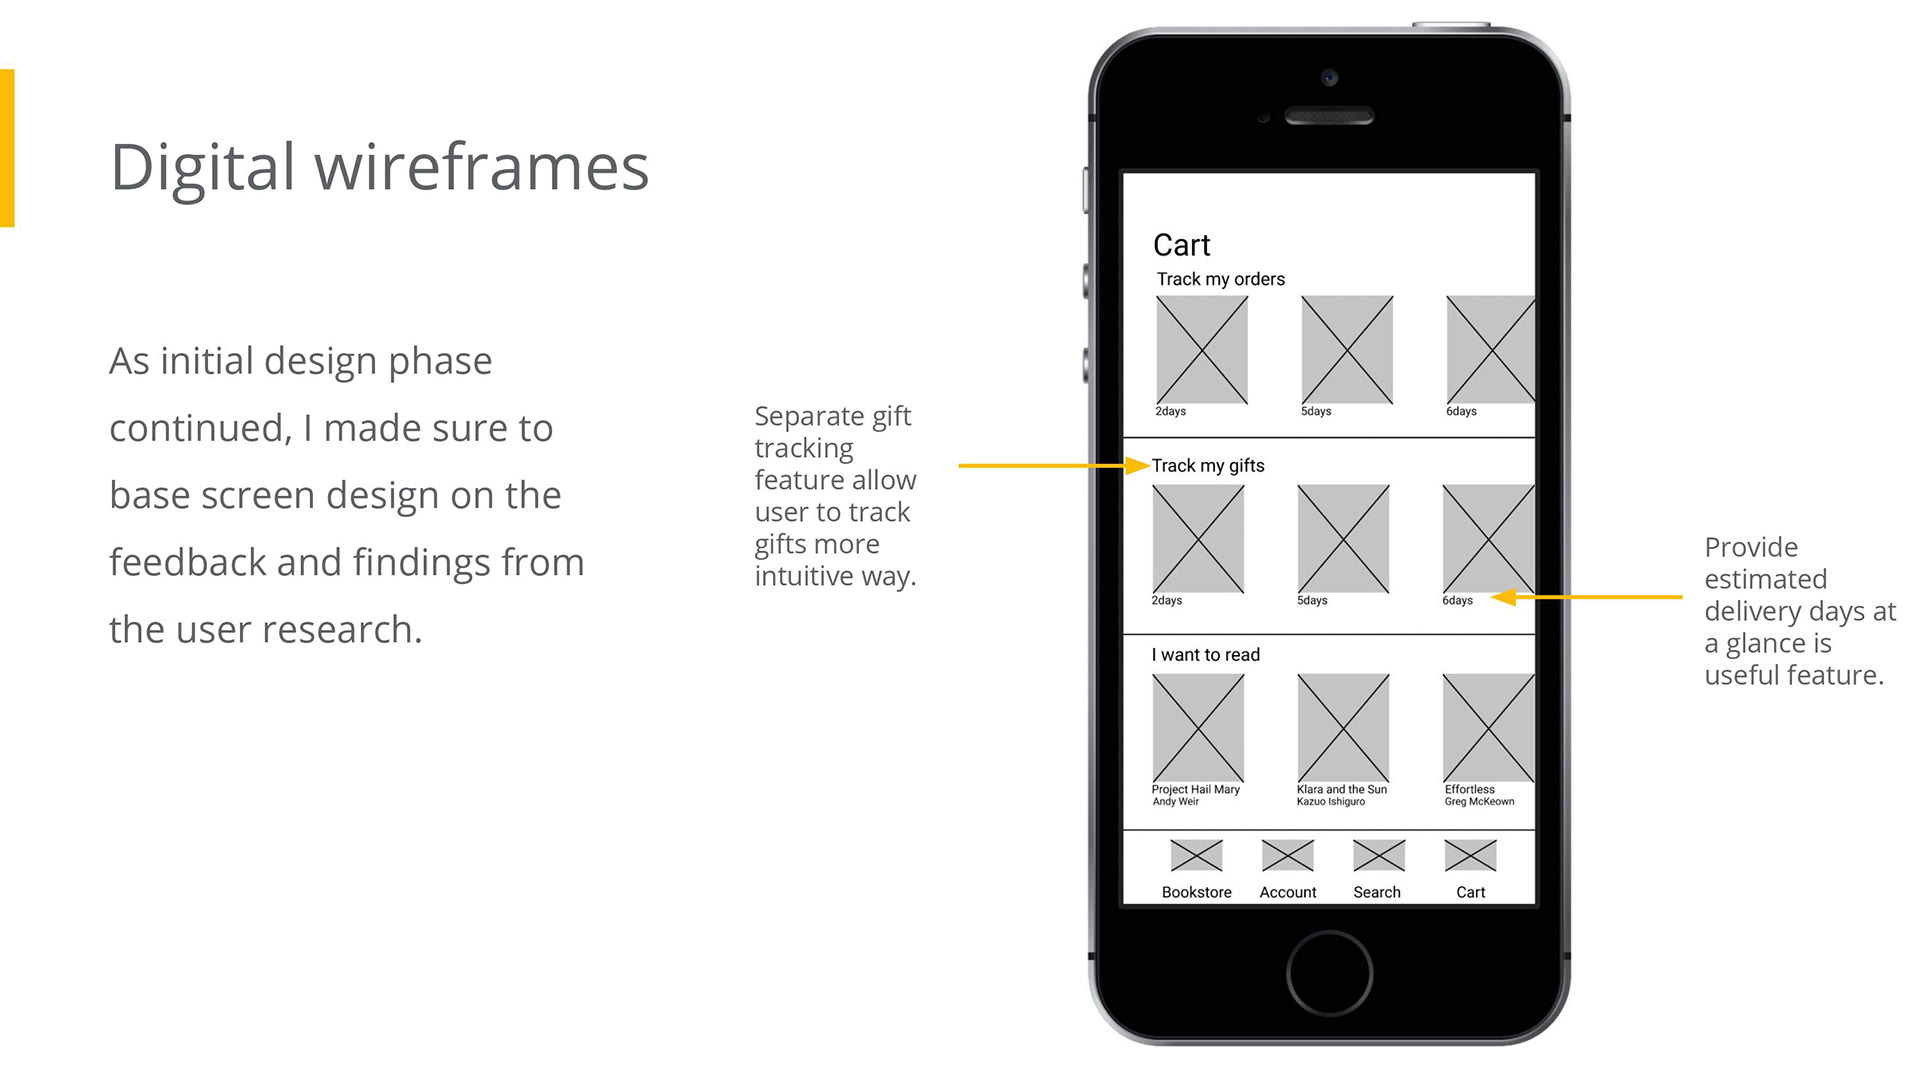 Digital wireframes
As initial design phase
continued, I made sure to
base screen design on the
feedback and findings from
the user research.
Separate gift
tracking
feature allow
user to track
gifts more
intuitive way.
Cart
Track my orders
2days 5days 6days
Track my gifts
2days 5days 6days
I want to read
Project Hail Mary Klara and the Sun Effortless
Andy Weir Kazuo Ishiguro Greg McKeown
Bookstore Account Search Cart
Provide
estimated
delivery days at
a glance is
useful feature.